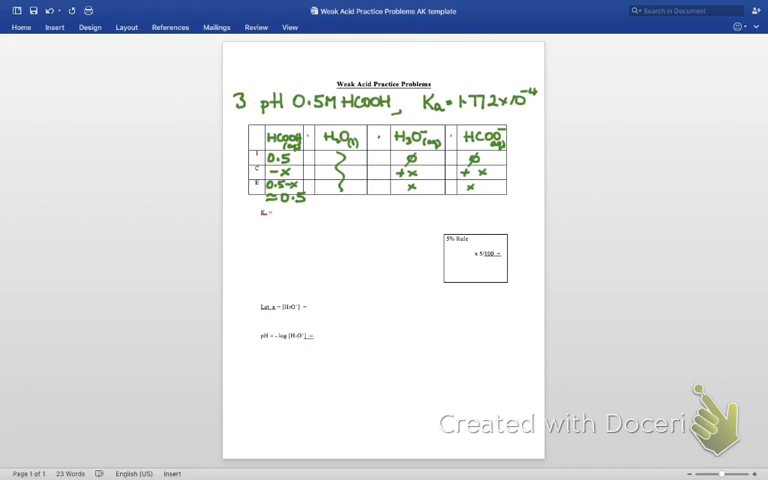 Weak Acid Practice Problems AK template
Search in Document
Home Insert Draw Design Layout References Mailings Review View
Weak Acid Practice Problems
3 pH 0.5M HCOOH, Ka = 1.772x10⁻⁴
HCOOH(aq) + H₂O(l) = H₃O⁻(aq) + HCOO⁻(aq)
I 0.5 ∅ ∅
C -x +x +x
E 0.5-x x x
≈0.5
Kₐ =
5% Rule
x 5/100 =
Let x = [H₃O⁺] =
pH = - log [H₃O⁺] =
Created with Doceri
Page 1 of 1 23 Words English (US) Insert